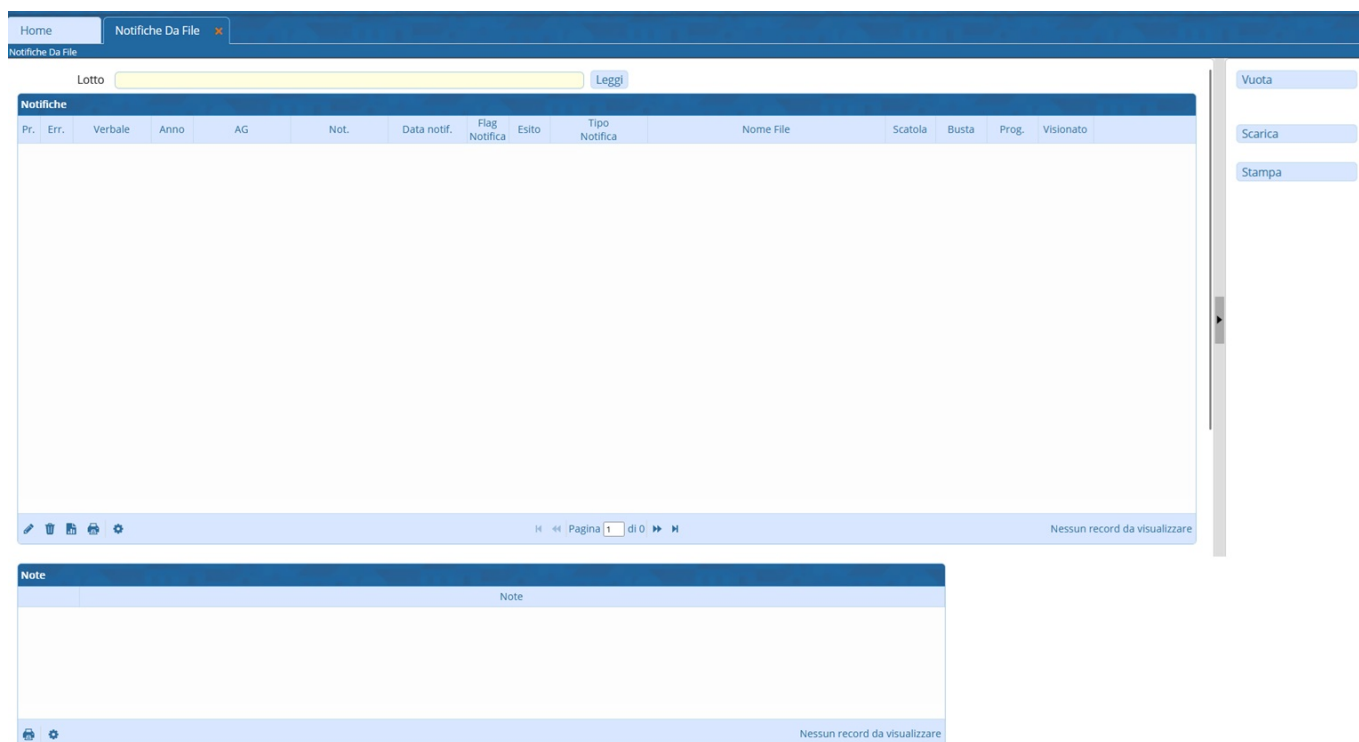 Home Notifiche Da File
Notifiche Da File
Lotto Leggi Vuota
Notifiche
Pr. Err. Verbale Anno AG Not. Data notif. Flag Notifica Esito Tipo Notifica Nome File Scatola Busta Prog. Visionato
Scarica
Stampa
Pagina 1 di 0 Nessun record da visualizzare
Note
Note
Nessun record da visualizzare